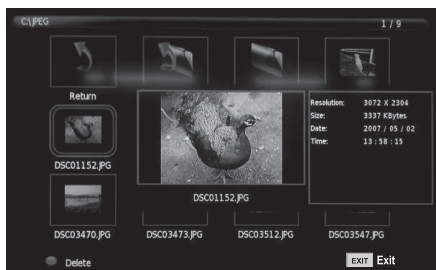 C:\JPEG 1 / 9
Return
Resolution: 3072 X 2304
Size: 3337 KBytes
Date: 2007 / 05 / 02
Time: 13 : 58 : 15
DSC01152.JPG
DSC01152.JPG
DSC03470.JPG DSC03473.JPG DSC03512.JPG DSC03547.JPG
Delete EXIT Exit